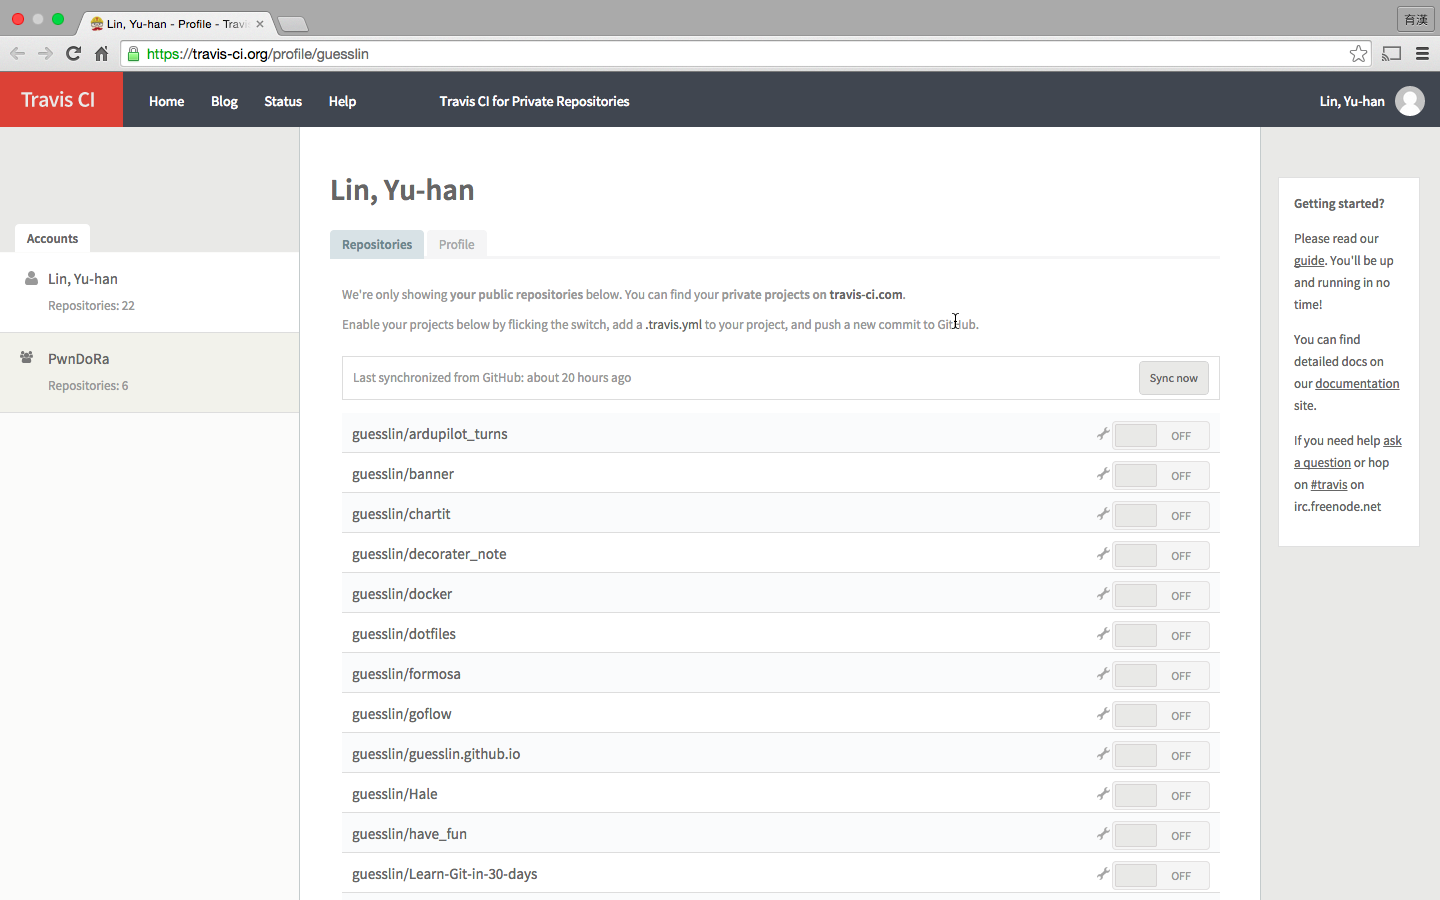 Lin, Yu-han - Profile - Travi
育漢
https://travis-ci.org/profile/guesslin
Travis CI
Home
Blog
Status
Help
Travis CI for Private Repositories
Lin, Yu-han
Accounts
Lin, Yu-han
Repositories: 22
PwnDoRa
Repositories: 6
Lin, Yu-han
Repositories
Profile
We're only showing your public repositories below. You can find your private projects on travis-ci.com.
Enable your projects below by flicking the switch, add a .travis.yml to your project, and push a new commit to GitHub.
Last synchronized from GitHub: about 20 hours ago
Sync now
guesslin/ardupilot_turns
OFF
guesslin/banner
OFF
guesslin/chartit
OFF
guesslin/decorater_note
OFF
guesslin/docker
OFF
guesslin/dotfiles
OFF
guesslin/formosa
OFF
guesslin/goflow
OFF
guesslin/guesslin.github.io
OFF
guesslin/Hale
OFF
guesslin/have_fun
OFF
guesslin/Learn-Git-in-30-days
OFF
Getting started?
Please read our
guide. You'll be up
and running in no
time!
You can find
detailed docs on
our documentation
site.
If you need help ask
a question or hop
on #travis on
irc.freenode.net